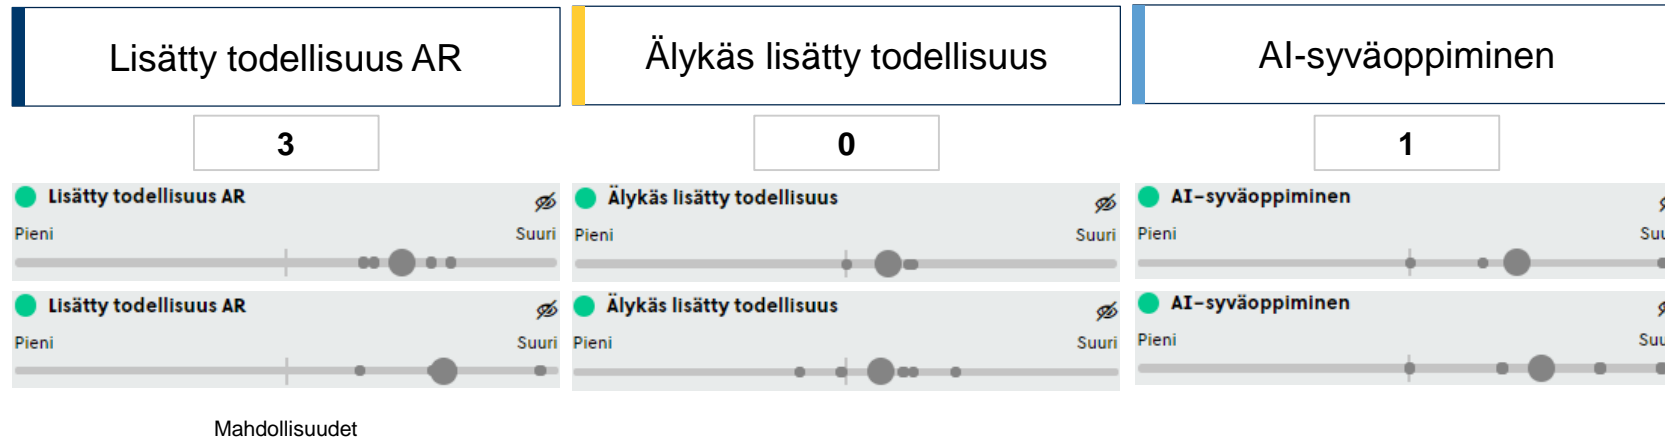 Lisätty todellisuus AR
Älykäs lisätty todellisuus
AI-syväoppiminen
3
0
1
Lisätty todellisuus AR
Älykäs lisätty todellisuus
AI-syväoppiminen
Pieni
Suuri
Pieni
Suuri
Pieni
Suu
Lisätty todellisuus AR
Älykäs lisätty todellisuus
AI-syväoppiminen
Pieni
Suuri
Pieni
Suuri
Pieni
Suu
Mahdollisuudet